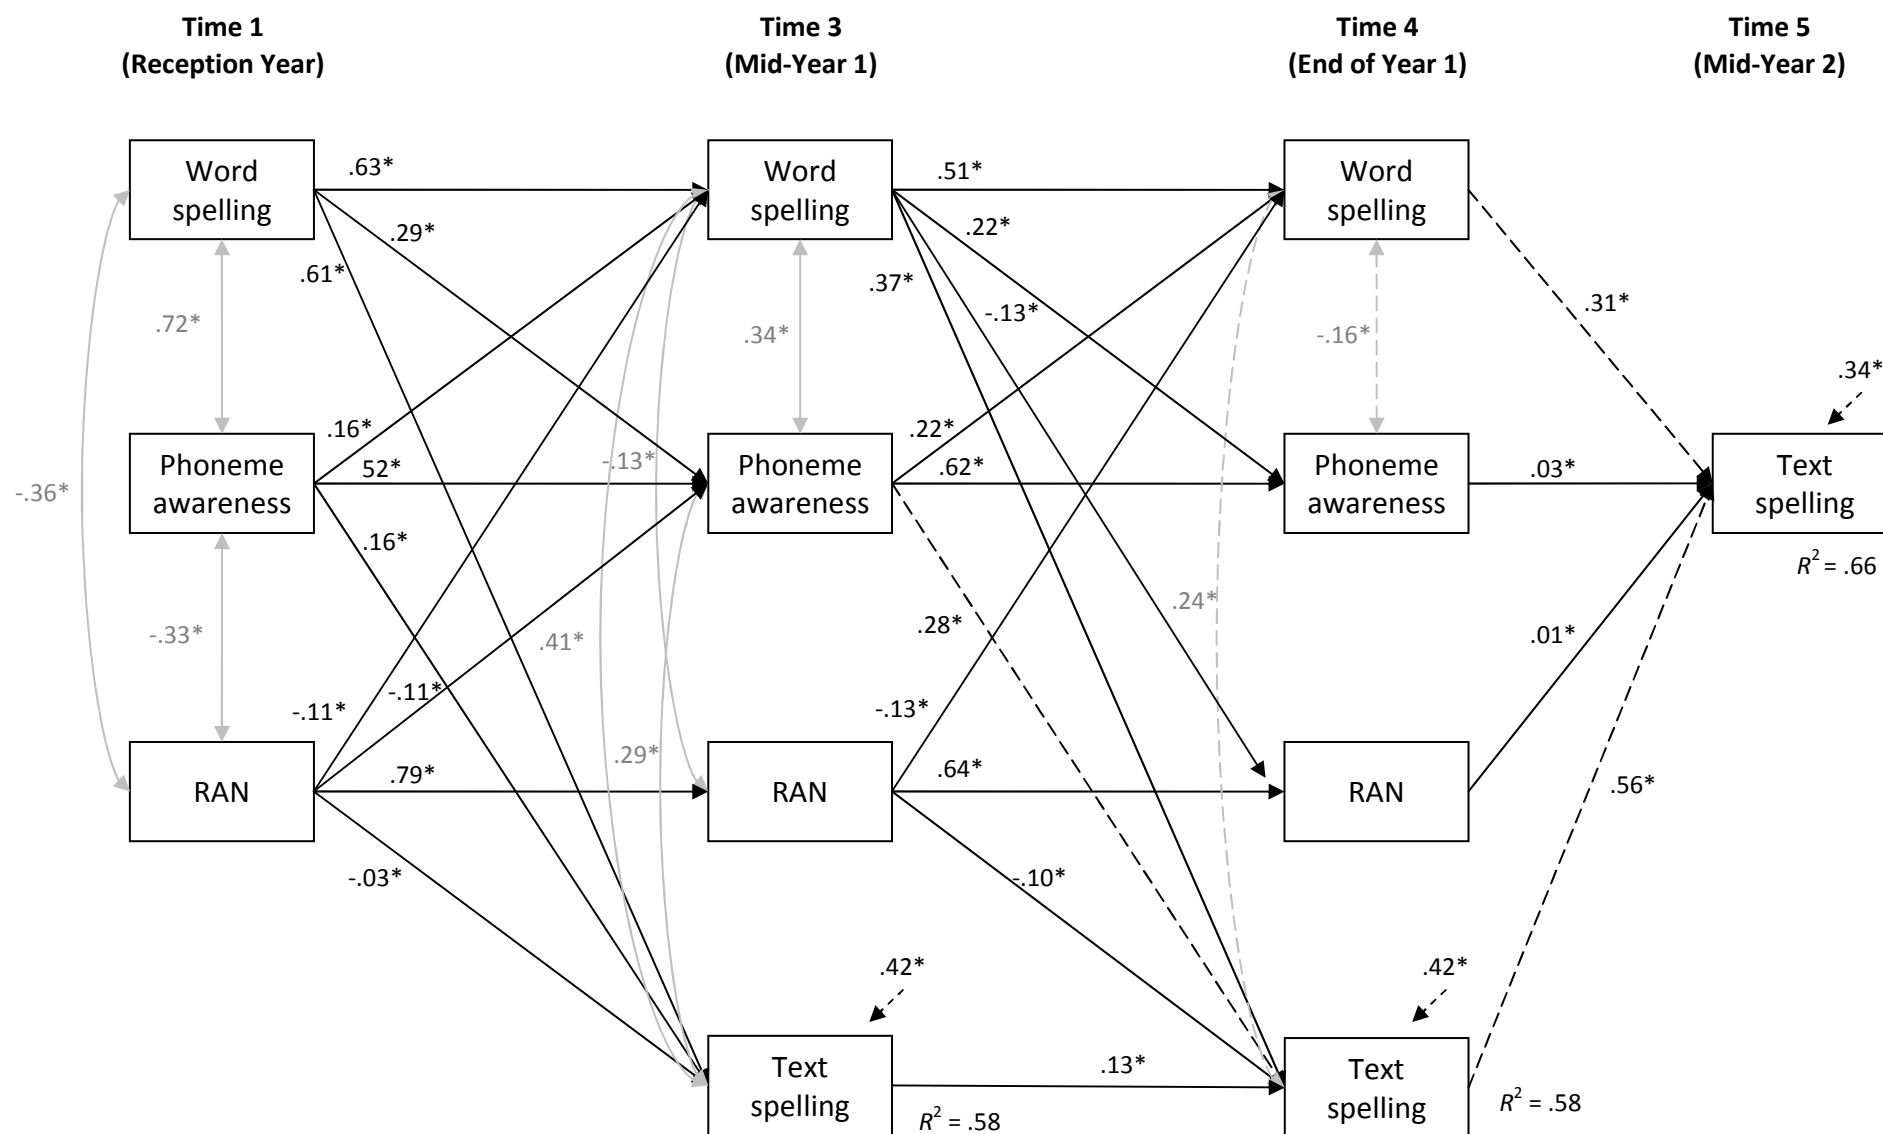 Time 1
(Reception Year)
Time 3
(Mid-Year 1)
Time 4
(End of Year 1)
Time 5
(Mid-Year 2)
Word
spelling
Word
spelling
Word
spelling
.63*
.51*
.29*
.22*
.61*
.37*
.31*
.72*
.34*
-.13*
-.16*
.34*
.16*
.22*
Phoneme
awareness
52*
-.13*
Phoneme
awareness
.62*
Phoneme
awareness
.03*
Text
spelling
-.36*
.16*
R² = .66
.24*
-.33*
.41*
.28*
.01*
-.11*
-.11*
-.13*
.29*
.79*
.64*
.56*
RAN
RAN
RAN
-.03*
-.10*
.42*
.42*
Text
spelling
.13*
Text
spelling
R² = .58
R² = .58